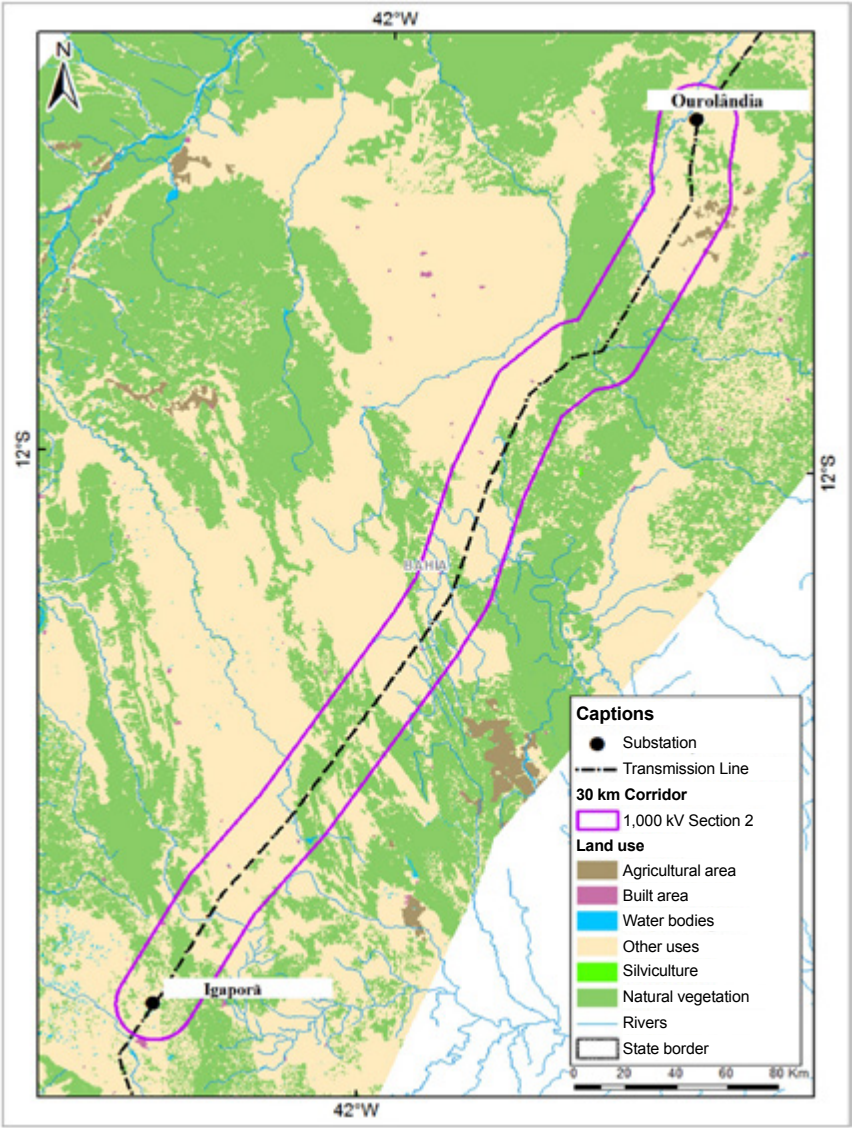 42°W
N
Ourolândia
12°S
12°S
BAHIA
Igaporã
Captions
Substation
Transmission Line
30 km Corridor
1,000 kV Section 2
Land use
Agricultural area
Built area
Water bodies
Other uses
Silviculture
Natural vegetation
Rivers
State border
0 20 40 60 80 Km
42°W